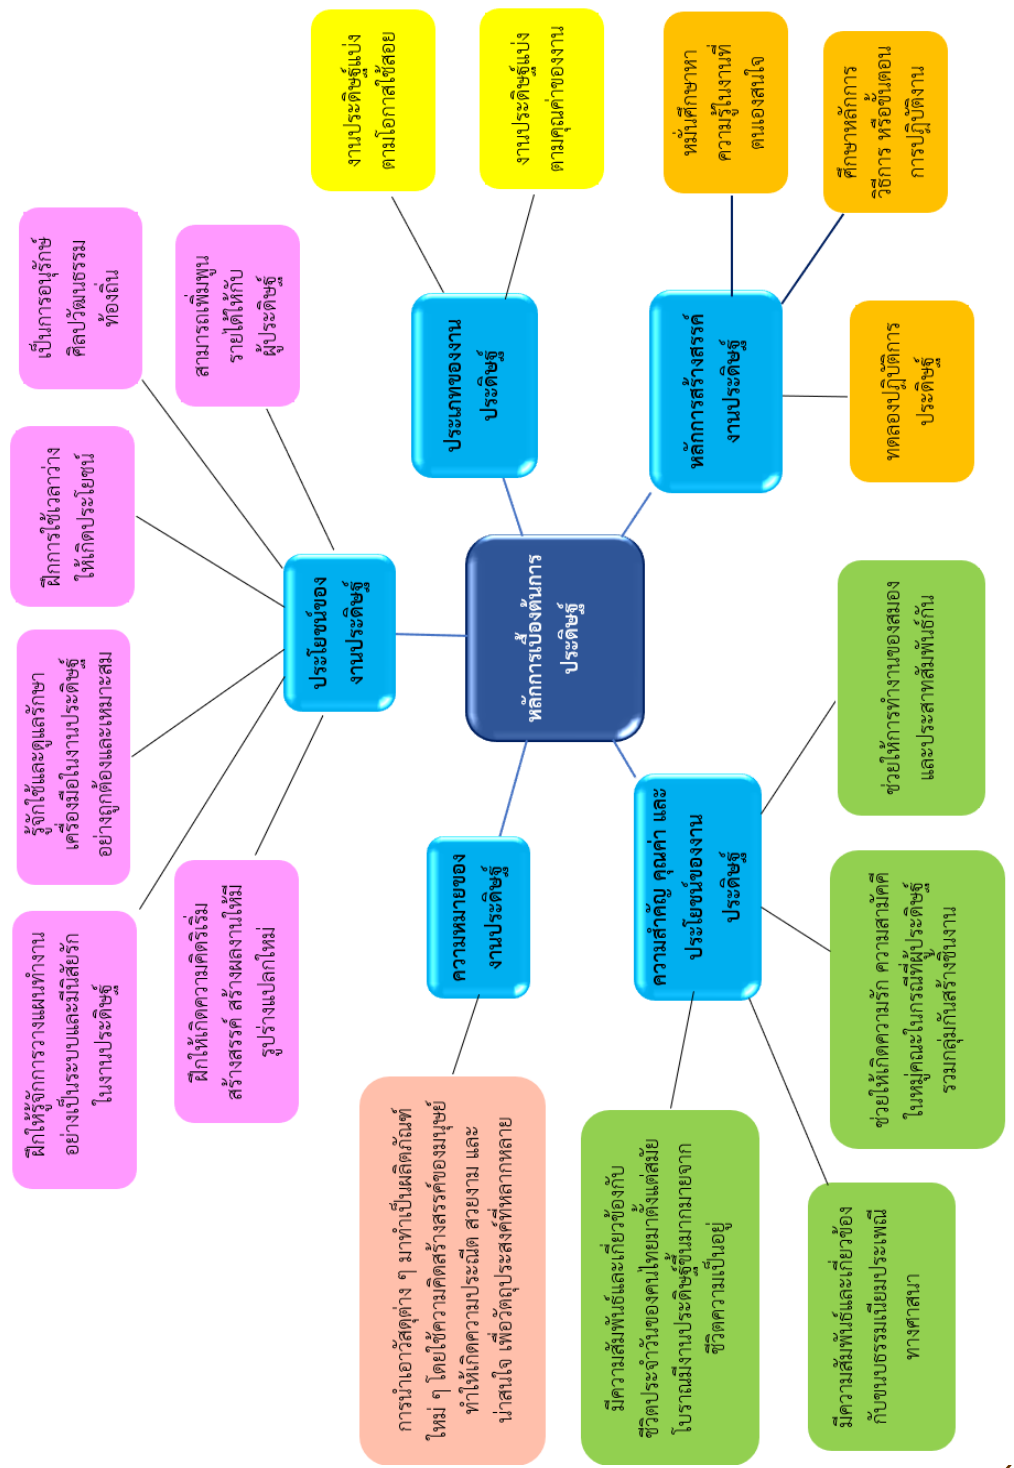 หลักการเบื้องต้นการ
ประดิษฐ์
ความหมายของ
งานประดิษฐ์
การนำเอาวัสดุต่าง ๆ มาทำเป็นผลิตภัณฑ์
ใหม่ ๆ โดยใช้ความคิดสร้างสรรค์ของมนุษย์
ทำให้เกิดความประณีต สวยงาม และ
น่าสนใจ เพื่อวัตถุประสงค์ที่หลากหลาย
ประโยชน์ของ
งานประดิษฐ์
ฝึกให้รู้จักการวางแผนทำงาน
อย่างเป็นระบบและมีนิสัยรัก
ในงานประดิษฐ์
ฝึกให้เกิดความคิดริเริ่ม
สร้างสรรค์ สร้างผลงานให้มี
รูปร่างแปลกใหม่
รู้จักใช้และดูแลรักษา
เครื่องมือในงานประดิษฐ์
อย่างถูกต้องและเหมาะสม
ฝึกการใช้เวลาว่าง
ให้เกิดประโยชน์
เป็นการอนุรักษ์
ศิลปวัฒนธรรม
ท้องถิ่น
สามารถเพิ่มพูน
รายได้ให้กับ
ผู้ประดิษฐ์
ประเภทของงาน
ประดิษฐ์
งานประดิษฐ์แบ่ง
ตามโอกาสใช้สอย
งานประดิษฐ์แบ่ง
ตามคุณค่าของงาน
หลักการสร้างสรรค์
งานประดิษฐ์
หมั่นศึกษาหา
ความรู้ในงานที่
ตนเองสนใจ
ศึกษาหลักการ
วิธีการ หรือขั้นตอน
การปฏิบัติงาน
ทดลองปฏิบัติการ
ประดิษฐ์
ความสำคัญ คุณค่า และ
ประโยชน์ของงาน
ประดิษฐ์
มีความสัมพันธ์และเกี่ยวข้องกับ
ชีวิตประจำวันของคนไทยมาตั้งแต่สมัย
โบราณมีงานประดิษฐ์ขึ้นมากมายจาก
ชีวิตความเป็นอยู่
มีความสัมพันธ์และเกี่ยวข้อง
กับขนบธรรมเนียมประเพณี
ทางศาสนา
ช่วยให้เกิดความรัก ความสามัคคี
ในหมู่คณะในกรณีที่ผู้ประดิษฐ์
รวมกลุ่มกันสร้างชิ้นงาน
ช่วยให้การทำงานของสมอง
และประสาทสัมพันธ์กัน